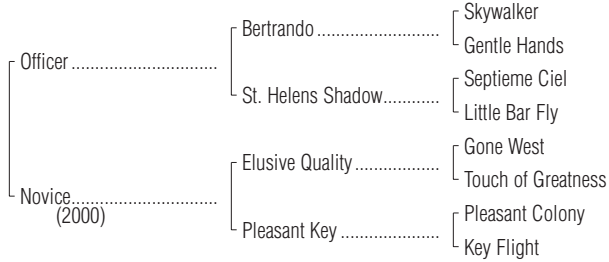 Skywalker
Bertrando
Gentle Hands
Officer
Septieme Ciel
St. Helens Shadow
Little Bar Fly
Gone West
Elusive Quality
Touch of Greatness
Novice
(2000)
Pleasant Colony
Pleasant Key
Key Flight